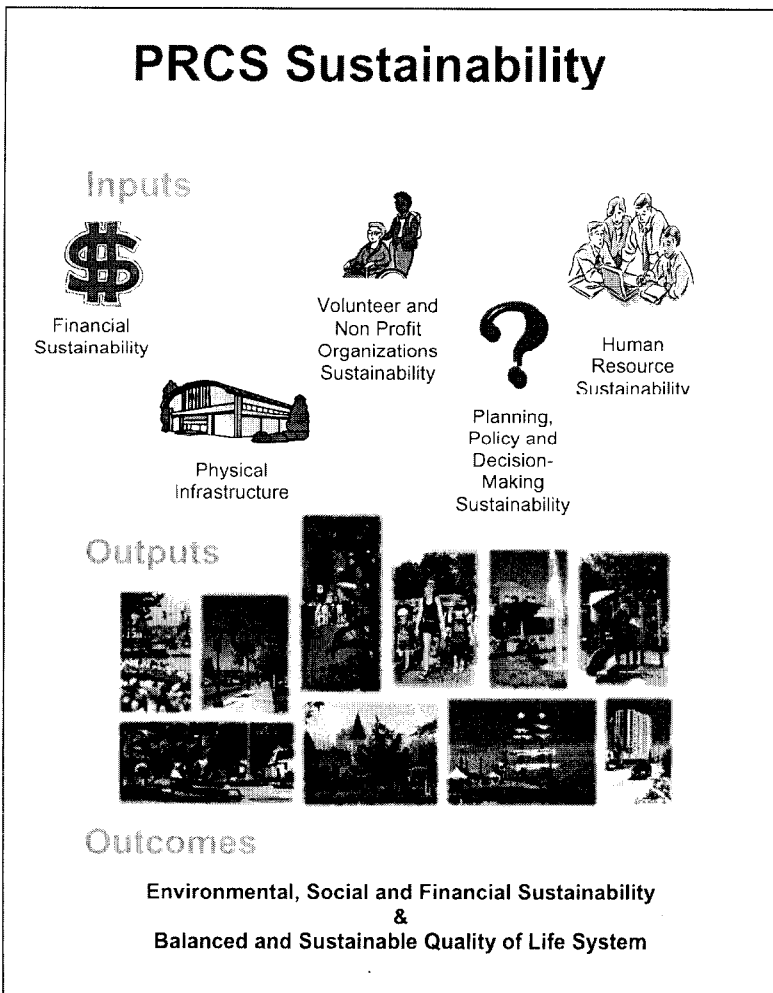 PRCS Sustainability
Inputs
Financial
Sustainability
Volunteer and
Non Profit
Organizations
Sustainability
Human
Resource
Sustainability
Physical
Infrastructure
Planning,
Policy and
Decision-
Making
Sustainability
Outputs
Outcomes
Environmental, Social and Financial Sustainability
&
Balanced and Sustainable Quality of Life System